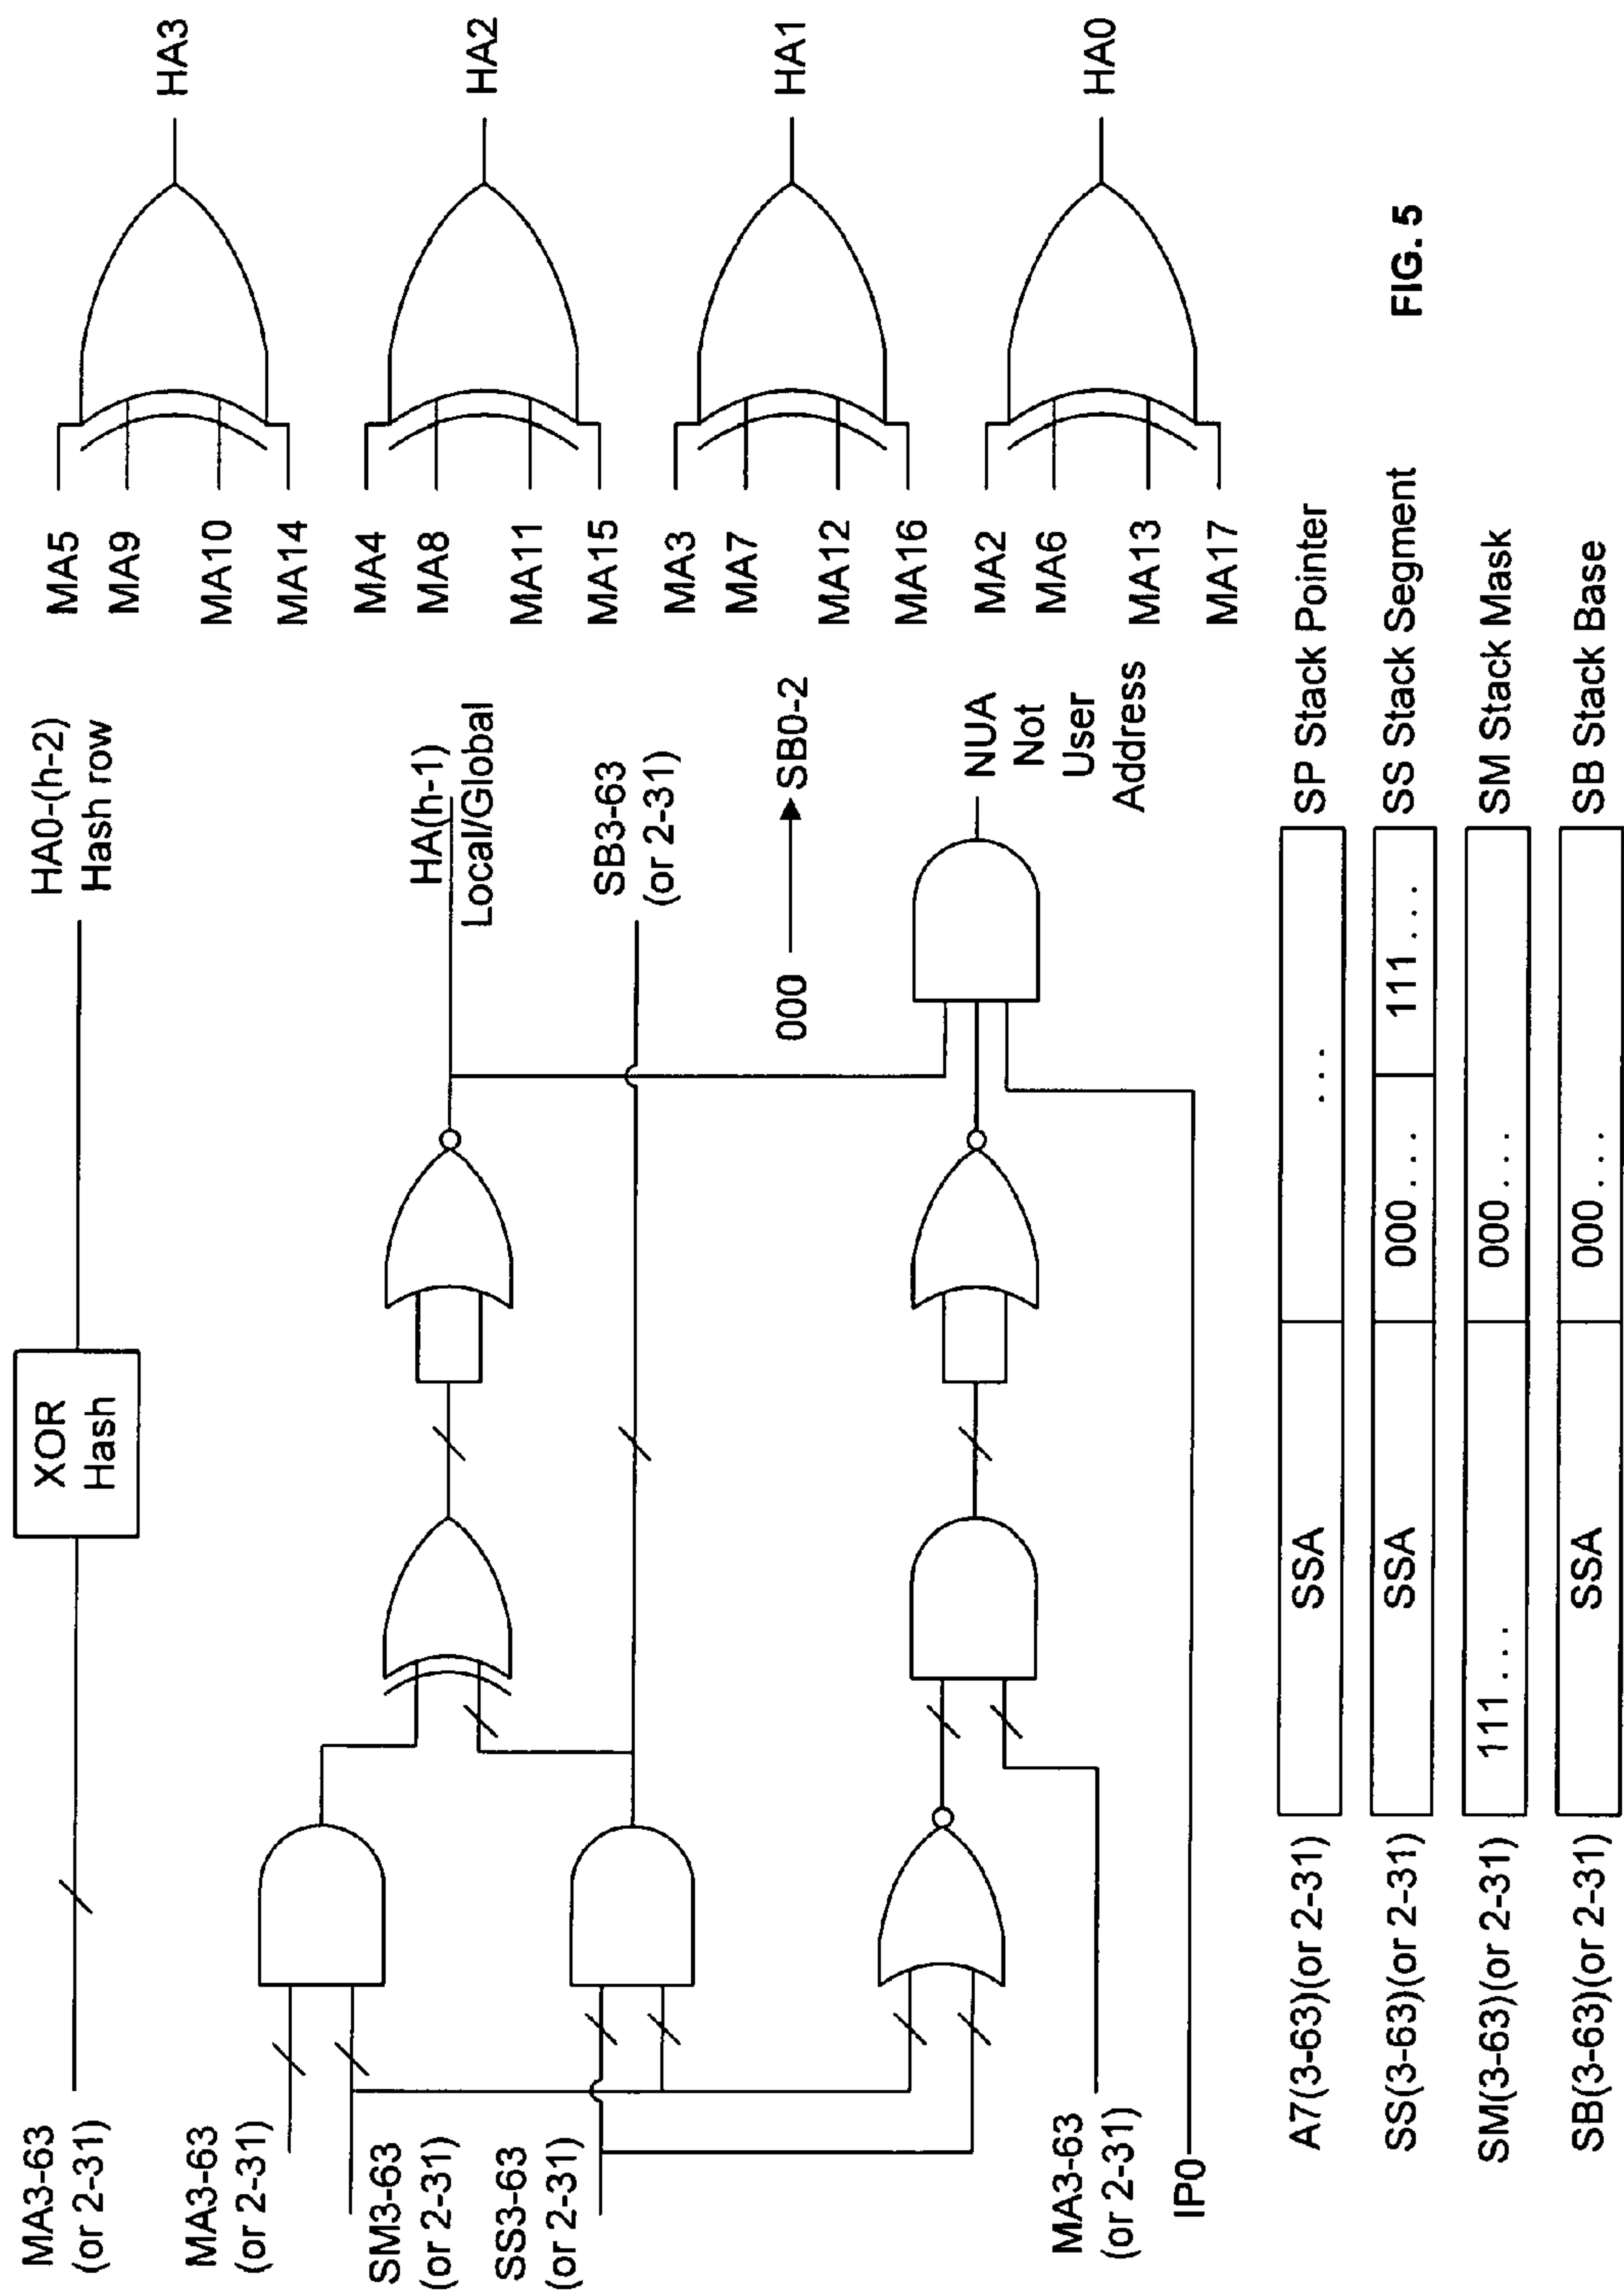 MA3-63
(or 2-31)
XOR
Hash
HA0-(h-2)
Hash row
MA3-63
(or 2-31)
SM3-63
(or 2-31)
SS3-63
(or 2-31)
HA(h-1)
Local/Global
SB3-63
(or 2-31)
000
SB0-2
MA3-63
(or 2-31)
IP0
NUA
Not
User
Address
MA5
MA9
MA10
MA14
HA3
MA4
MA8
MA11
MA15
HA2
MA3
MA7
MA12
MA16
HA1
MA2
MA6
MA13
MA17
HA0
A7(3-63)(or 2-31) SSA ... SP Stack Pointer
SS(3-63)(or 2-31) SSA 000... 111... SS Stack Segment
SM(3-63)(or 2-31) 111... 000... SM Stack Mask
SB(3-63)(or 2-31) SSA 000... SB Stack Base
FIG. 5